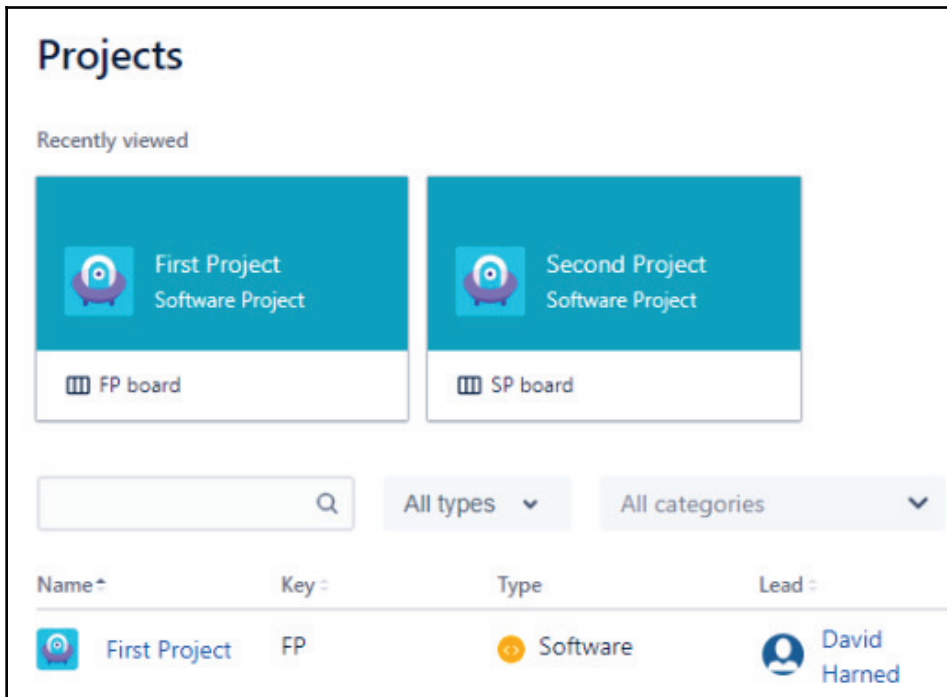 Projects
Recently viewed
First Project
Software Project
Second Project
Software Project
FP board
SP board
All types
All categories
Name Key Type Lead
First Project FP Software David
Harned